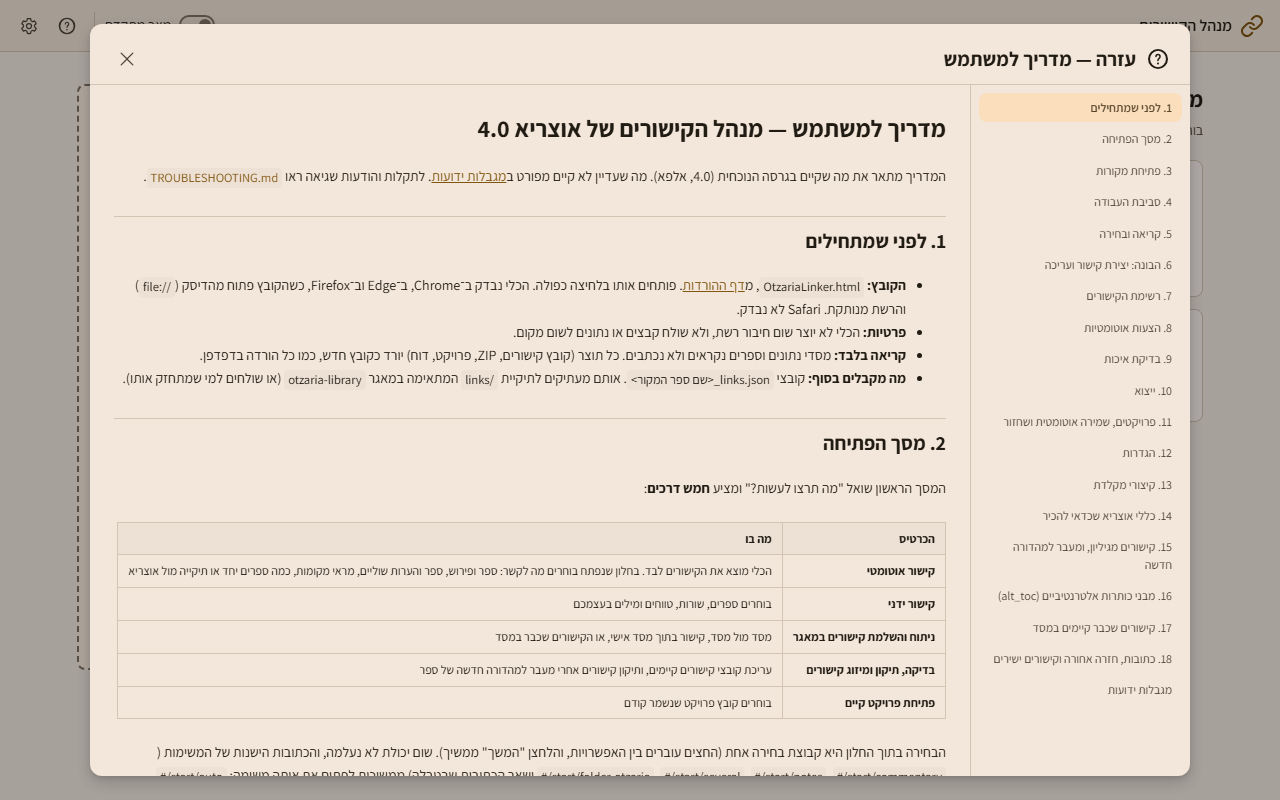 מנהל הקישורים
עזרה — מדריך למשתמש
1. לפני שמתחילים
2. מסך הפתיחה
3. פתיחת מקורות
4. סביבת העבודה
5. קריאה ובחירה
6. הבונה: יצירת קישור ועריכה
7. רשימת הקישורים
8. הצעות אוטומטיות
9. בדיקת איכות
10. ייצוא
11. פרויקטים, שמירה אוטומטית ושחזור
12. הגדרות
13. קיצורי מקלדת
14. כללי אוצריא שכדאי להכיר
15. קישורים מגיליון, ומעבר למהדורה
חדשה
16. מבני כותרות אלטרנטיביים (alt_toc)
17. קישורים שכבר קיימים במסד
18. כתובות, חזרה אחורה וקישורים ישירים
מגבלות ידועות
מדריך למשתמש — מנהל הקישורים של אוצריא 4.0
המדריך מתאר את מה שקיים בגרסה הנוכחית (4.0, אלפא). מה שעדיין לא קיים מפורט במגבלות ידועות. לתקלות והודעות שגיאה ראו TROUBLESHOOTING.md.
1. לפני שמתחילים
הקובץ: OtzariaLinker.html, מדף ההורדות. פותחים אותו בלחיצה כפולה. הכלי נבדק ב־Chrome, ב־Edge וב־Firefox, כשהקובץ פתוח מהדיסק (file://)
והרשת מנותקת. Safari לא נבדק.
פרטיות: הכלי לא יוצר שום חיבור רשת, ולא שולח קבצים או נתונים לשום מקום.
קריאה בלבד: מסדי נתונים וספרים נקראים ולא נכתבים. כל תוצר (קובץ קישורים, ZIP, פרויקט, דוח) יורד כקובץ חדש, כמו כל הורדה בדפדפן.
מה מקבלים בסוף: קובצי <שם ספר המקור>_links.json. אותם מעתיקים לתיקיית links/ המתאימה במאגר otzaria-library (או שולחים למי שמתחזק אותו).
2. מסך הפתיחה
המסך הראשון שואל "מה תרצו לעשות?" ומציע חמש דרכים:
הכרטיס מה בו
קישור אוטומטי הכלי מוצא את הקישורים לבד. בחלון שנפתח בוחרים מה לקשר: ספר ופירוש, ספר והערות שוליים, מראי מקומות, כמה ספרים יחד או תיקייה מול אוצריא
קישור ידני בוחרים ספרים, שורות, טווחים ומילים בעצמכם
ניתוח והשלמת קישורים במאגר מסד מול מסד, קישור בתוך מסד אישי, או הקישורים שכבר במסד
בדיקה, תיקון ומיזוג קישורים עריכת קובצי קישורים קיימים, ותיקון קישורים אחרי מעבר למהדורה חדשה של ספר
פתיחת פרויקט קיים בוחרים קובץ פרויקט שנשמר קודם
הבחירה בתוך החלון היא קבוצת בחירה אחת (החצים עוברים בין האפשרויות, והלחצן "המשך" ממשיך). שום יכולת לא נעלמה, והכתובות הישנות של המשימות (